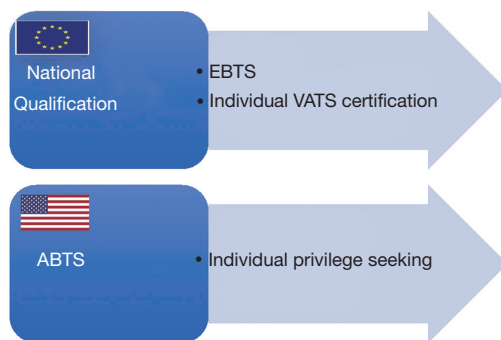 National
Qualification
• EBTS
• Individual VATS certification
ABTS
• Individual privilege seeking